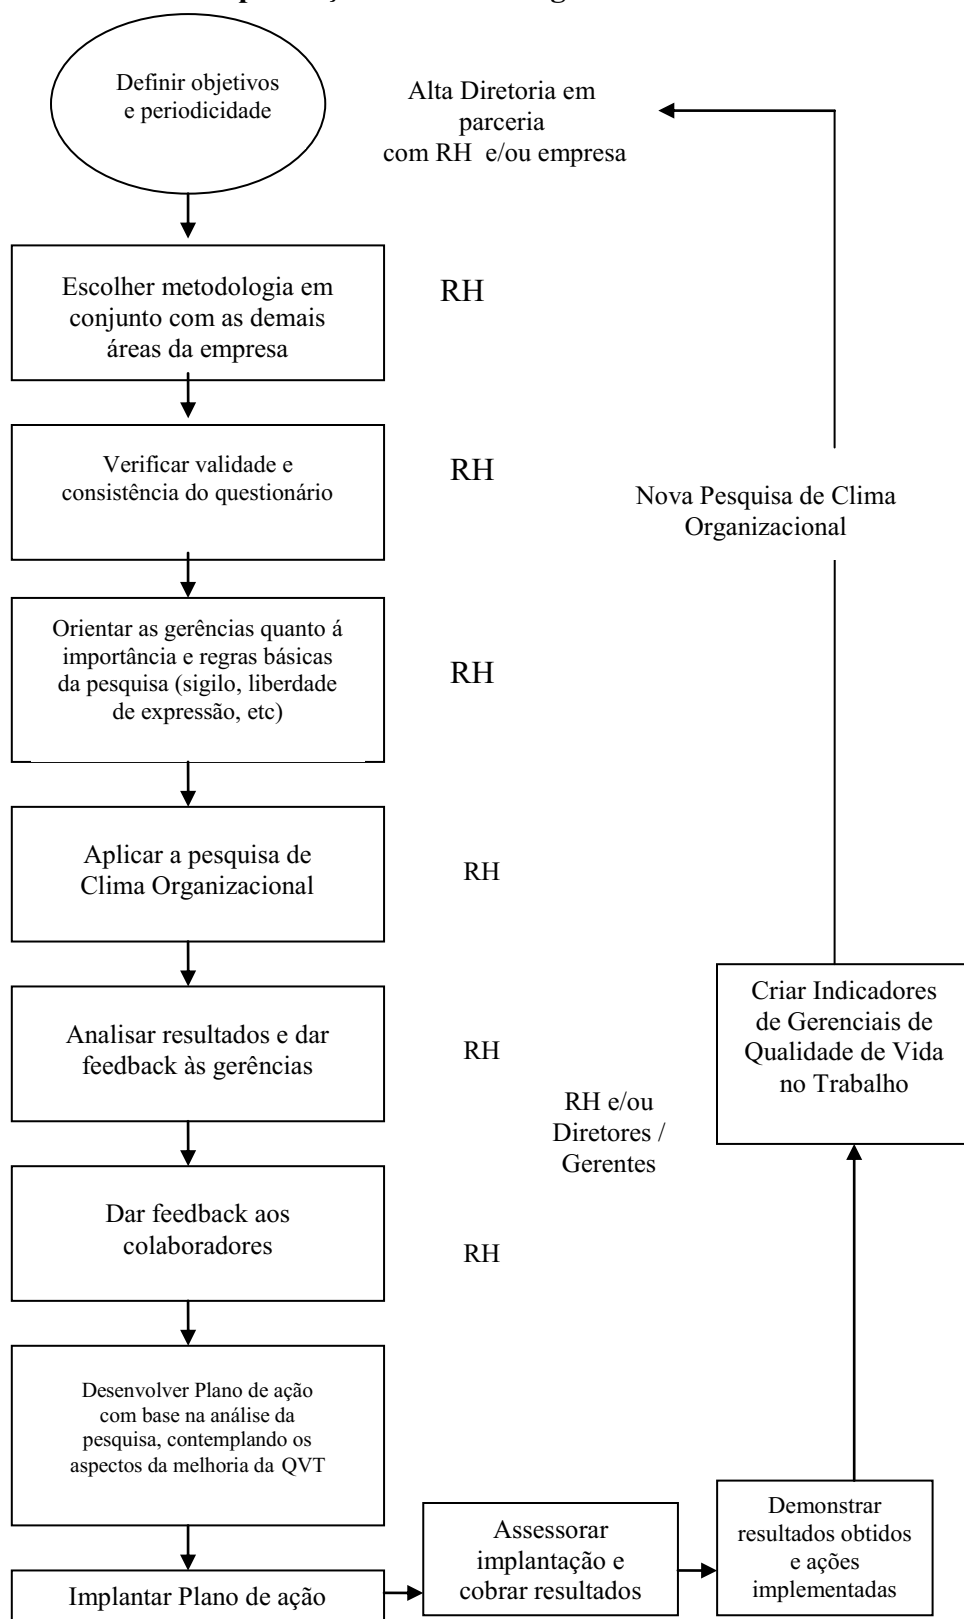 Definir objetivos
e periodicidade
Alta Diretoria em
parceria
com RH e/ou empresa
Escolher metodologia em
conjunto com as demais
áreas da empresa
RH
Verificar validade e
consistência do questionário
RH
Nova Pesquisa de Clima
Organizacional
Orientar as gerências quanto á
importância e regras básicas
da pesquisa (sigilo, liberdade
de expressão, etc)
RH
Aplicar a pesquisa de
Clima Organizacional
RH
Analisar resultados e dar
feedback às gerências
RH
Criar Indicadores
de Gerenciais de
Qualidade de Vida
no Trabalho
RH e/ou
Diretores /
Gerentes
Dar feedback aos
colaboradores
RH
Desenvolver Plano de ação
com base na análise da
pesquisa, contemplando os
aspectos da melhoria da QVT
Implantar Plano de ação
Assessorar
implantação e
cobrar resultados
Demonstrar
resultados obtidos
e ações
implementadas